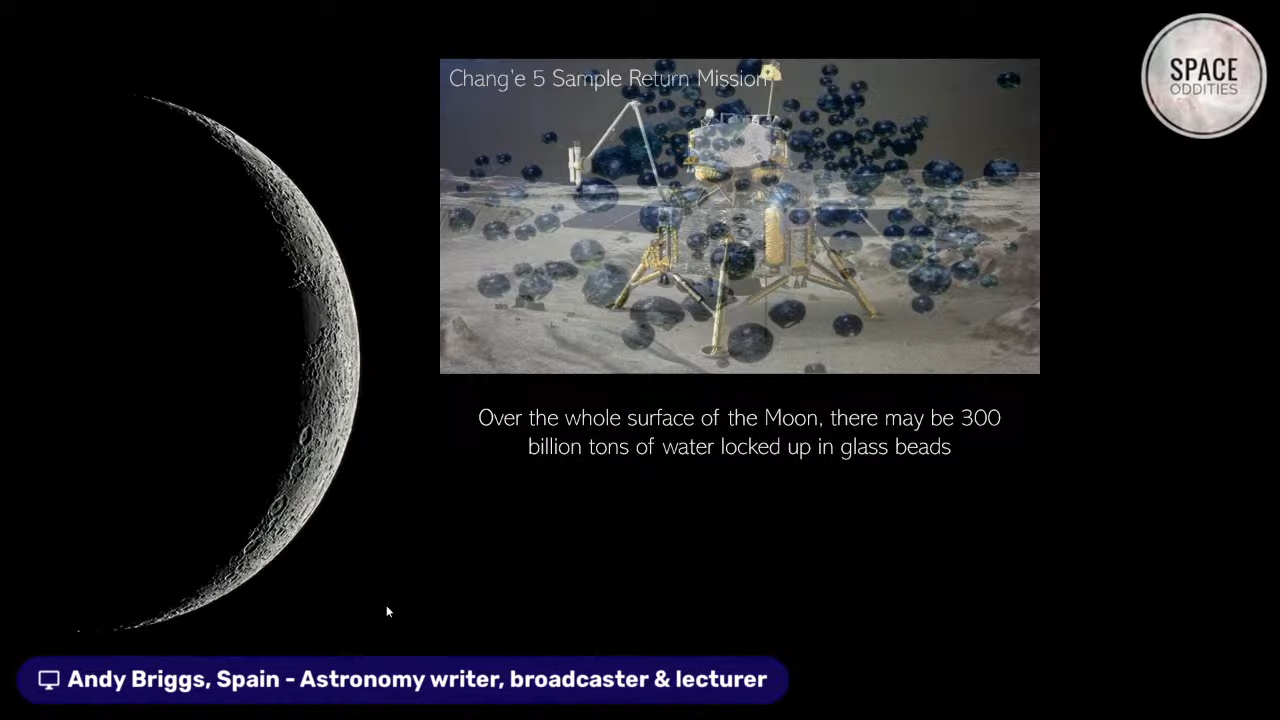 Chang'e 5 Sample Return Mission
SPACE
ODDITIES
Over the whole surface of the Moon, there may be 300
billion tons of water locked up in glass beads
Andy Briggs, Spain - Astronomy writer, broadcaster & lecturer